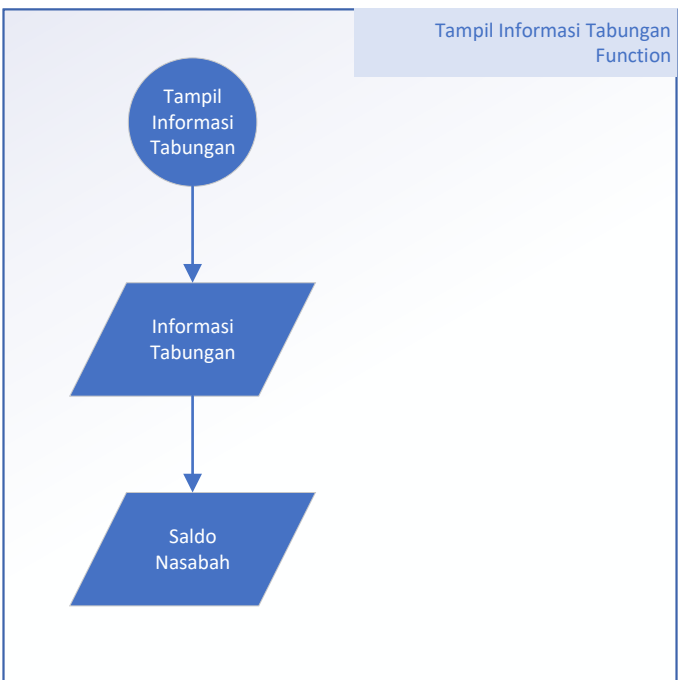 Tampil Informasi Tabungan
Function
Tampil
Informasi
Tabungan
Informasi
Tabungan
Saldo
Nasabah